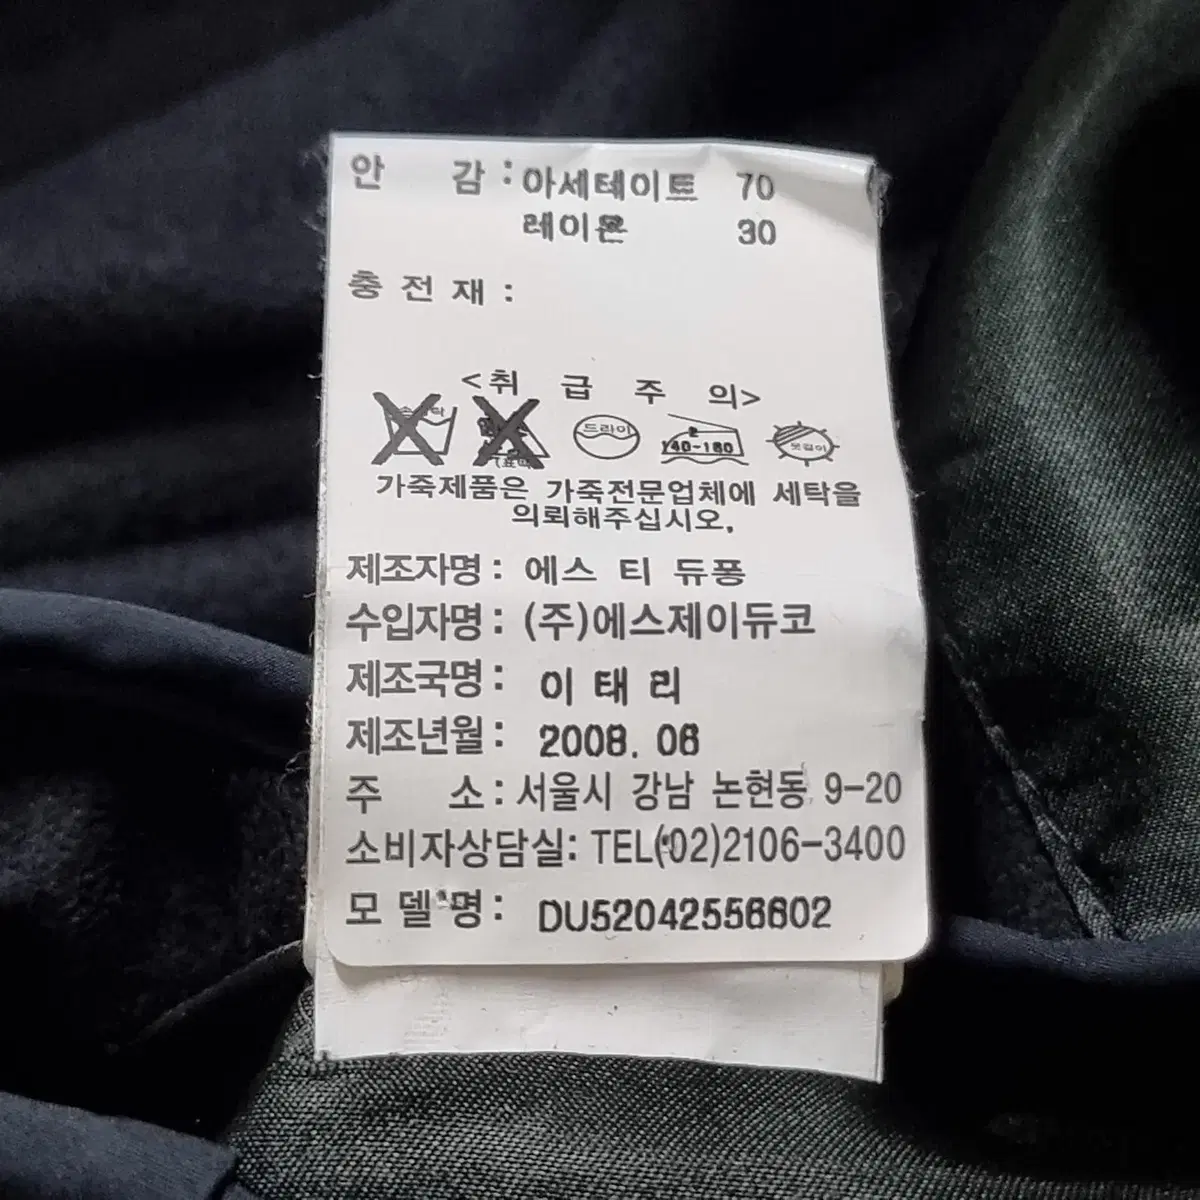 안 감 : 아세테이트 70
레이온 30
충 전 재 :
<취 급 주 의>
드라이 2 140-160 옷걸이
가죽제품은 가죽전문업체에 세탁을
의뢰해주십시오.
제조자명 : 에스 티 듀퐁
수입자명 : (주)에스제이듀코
제조국명 : 이 태 리
제조년월 : 2008. 06
주 소 : 서울시 강남 논현동 9-20
소비자상담실: TEL(02)2106-3400
모 델 명 : DU52042556602